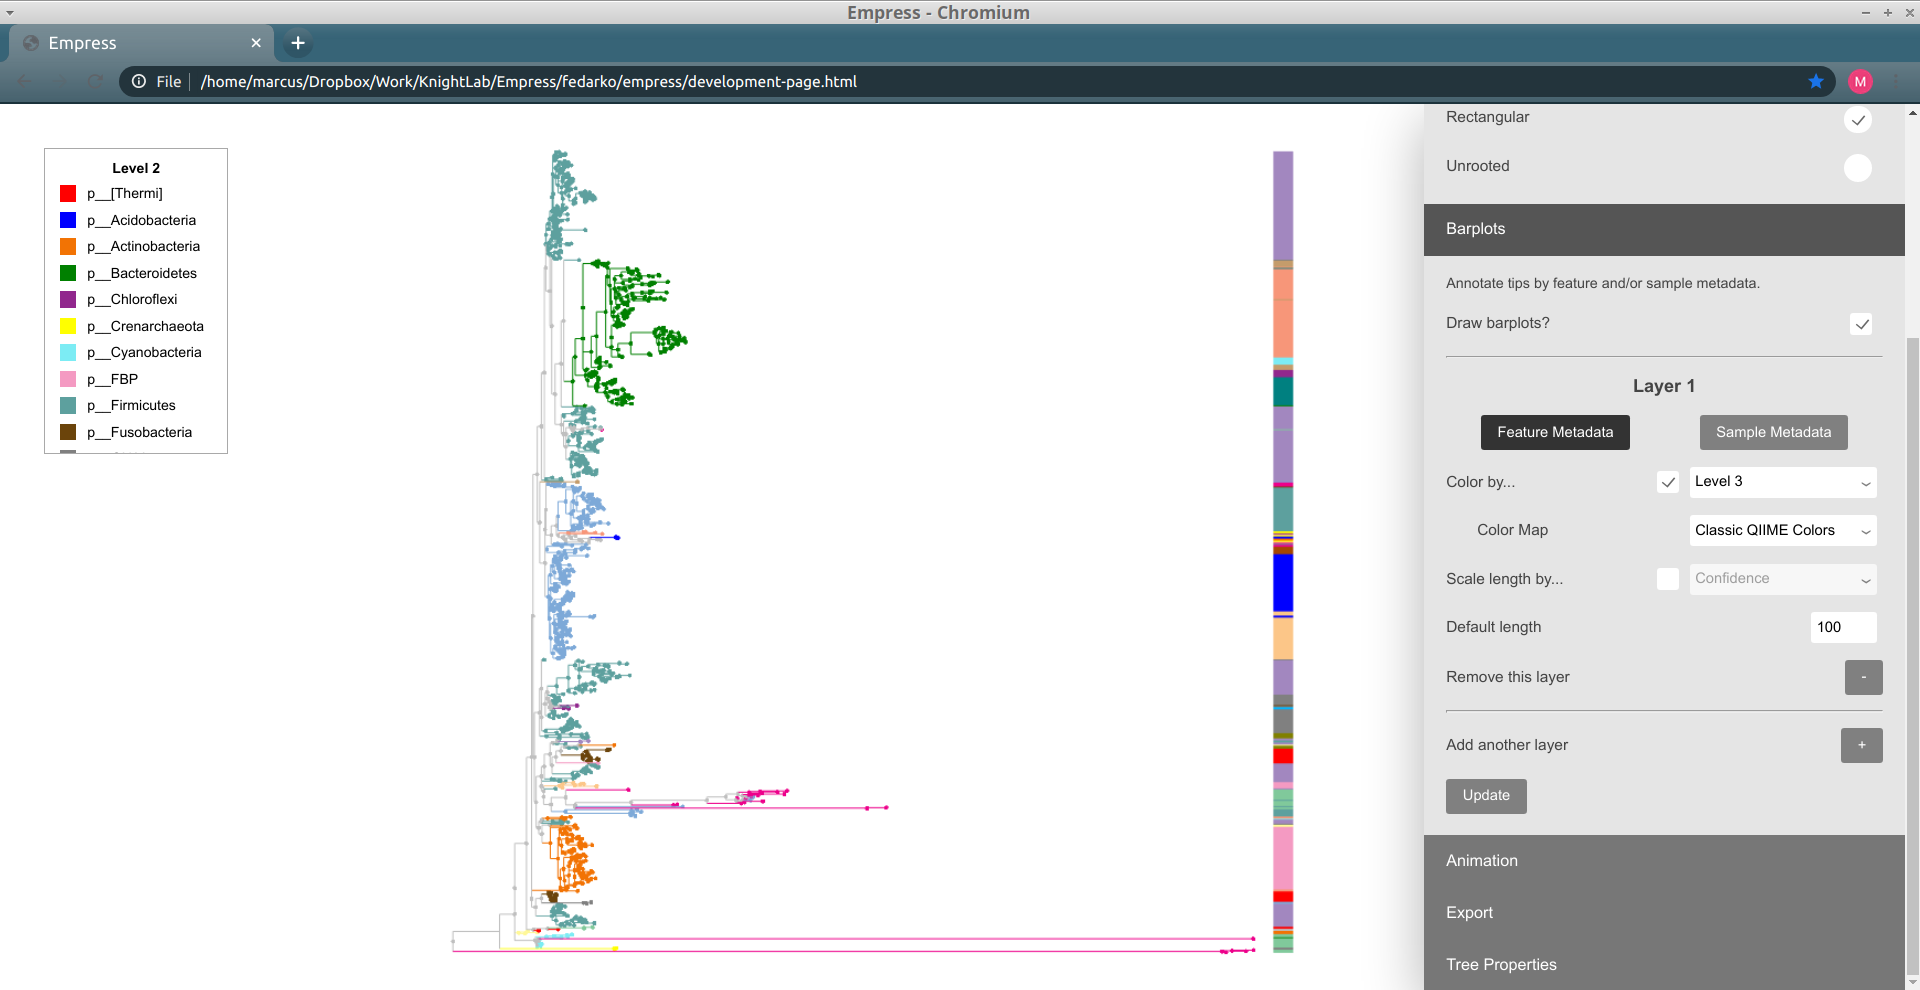 Empress - Chromium
Empress
File
/home/marcus/Dropbox/Work/KnightLab/Empress/fedarko/empress/development-page.html
M
Level 2
p__[Thermi]
p__Acidobacteria
p__Actinobacteria
p__Bacteroidetes
p__Chloroflexi
p__Crenarchaeota
p__Cyanobacteria
p__FBP
p__Firmicutes
p__Fusobacteria
Rectangular
Unrooted
Barplots
Annotate tips by feature and/or sample metadata.
Draw barplots?
Layer 1
Feature Metadata Sample Metadata
Color by... Level 3
Color Map Classic QIIME Colors
Scale length by... Confidence
Default length 100
Remove this layer -
Add another layer +
Update
Animation
Export
Tree Properties